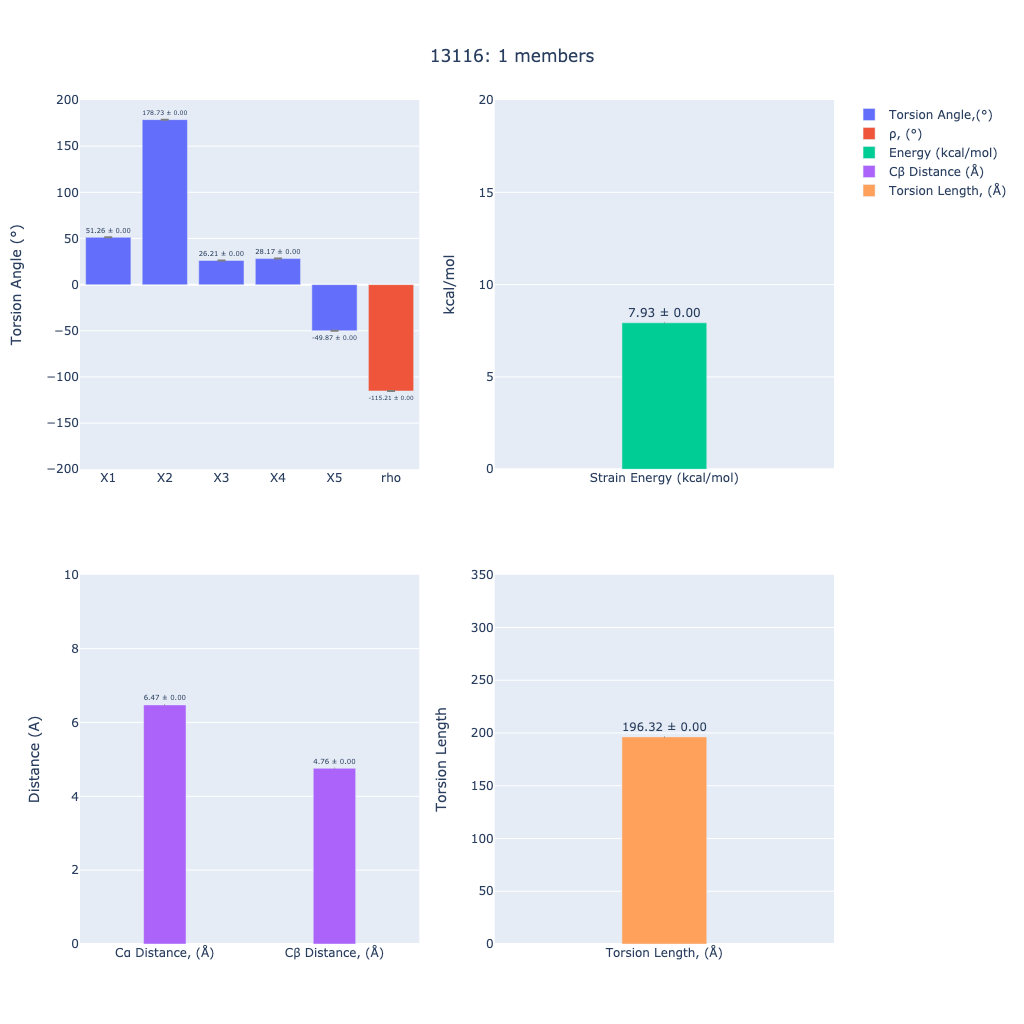 13116: 1 members
Torsion Angle (°)
200
150
100
50
0
−50
−100
−150
−200
51.26 ± 0.00
178.73 ± 0.00
26.21 ± 0.00
28.17 ± 0.00
-49.87 ± 0.00
-115.21 ± 0.00
X1 X2 X3 X4 X5 rho
kcal/mol
20
15
10
5
0
7.93 ± 0.00
Strain Energy (kcal/mol)
Torsion Angle,(°)
ρ, (°)
Energy (kcal/mol)
Cβ Distance (Å)
Torsion Length, (Å)
Distance (A)
10
8
6
4
2
0
6.47 ± 0.00
4.76 ± 0.00
Cα Distance, (Å) Cβ Distance, (Å)
Torsion Length
350
300
250
200
150
100
50
0
196.32 ± 0.00
Torsion Length, (Å)